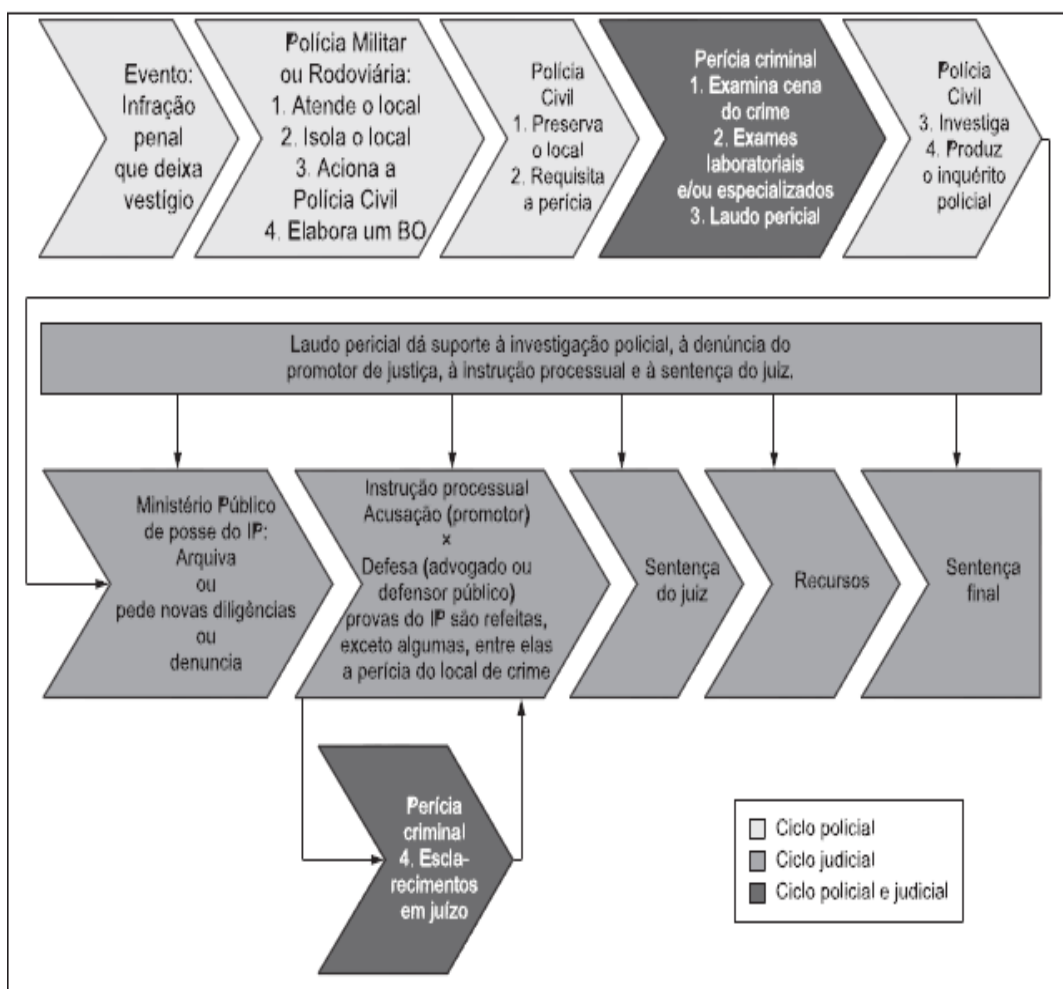 Evento:
Infração
penal
que deixa
vestígio
Polícia Militar
ou Rodoviária:
1. Atende o local
2. Isola o local
3. Aciona a
Polícia Civil
4. Elabora um BO
Polícia
Civil
1. Preserva
o local
2. Requisita
a perícia
Perícia criminal
1. Examina cena
do crime
2. Exames
laboratoriais
e/ou especializados
3. Laudo pericial
Polícia
Civil
3. Investiga
4. Produz
o inquérito
policial
Laudo pericial dá suporte à investigação policial, à denúncia do
promotor de justiça, à instrução processual e à sentença do juiz.
Ministério Público
de posse do IP:
Arquiva
ou
pede novas diligências
ou
denuncia
Instrução processual
Acusação (promotor)
×
Defesa (advogado ou
defensor público)
provas do IP são refeitas,
exceto algumas, entre elas
a perícia do local de crime
Sentença
do juiz
Recursos
Sentença
final
Perícia
criminal
4. Escla-
recimentos
em juízo
Ciclo policial
Ciclo judicial
Ciclo policial e judicial